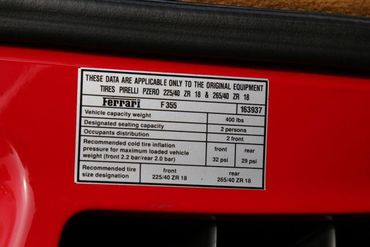 THESE DATA ARE APPLICABLE ONLY TO THE ORIGINAL EQUIPMENT
TIRES PIRELLI PZERO 225/40 ZR 18 & 265/40 ZR 18
Ferrari F 355 153937
Vehicle capacity weight 400 lbs
Designated seating capacity 2 persons
Occupants distribution 2 front
Recommended cold tire inflation front rear
pressure for maximum loaded vehicle
weight (front 2.2 bar/rear 2.0 bar) 32 psi 29 psi
Recommended tire front rear
size designation 225/40 ZR 18 265/40 ZR 18